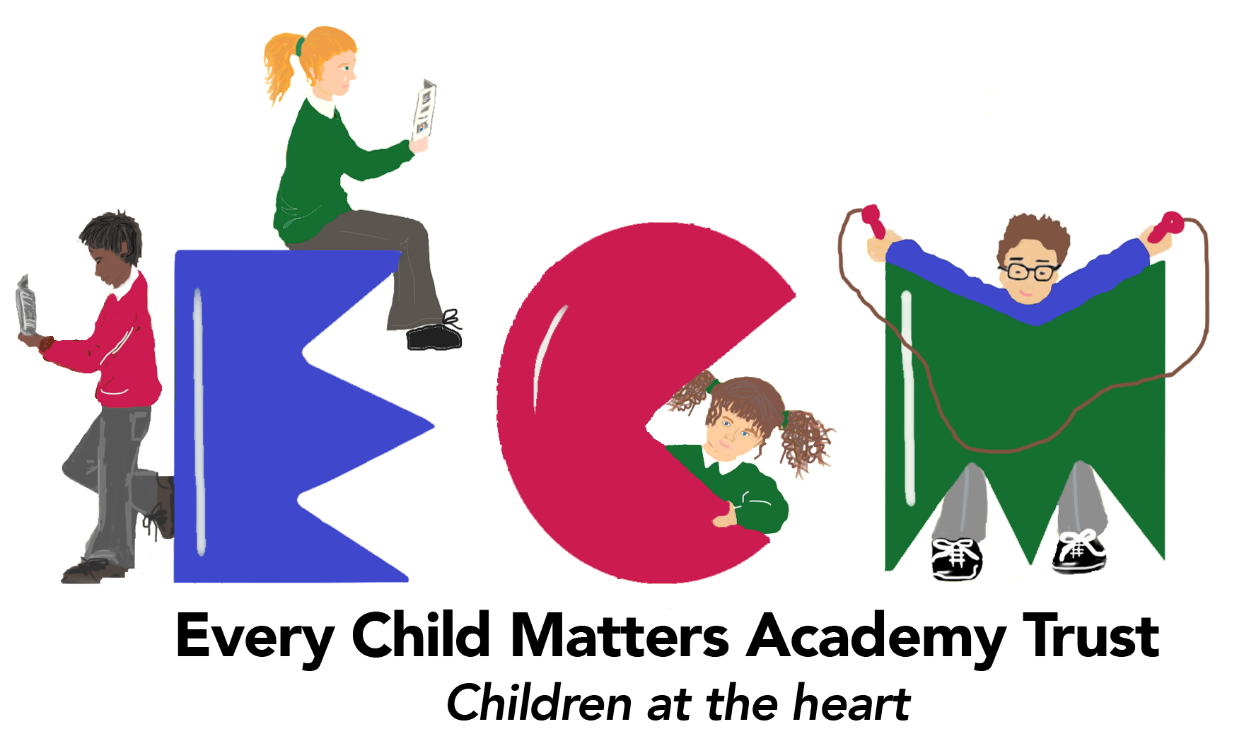 ECM
Every Child Matters Academy Trust
Children at the heart